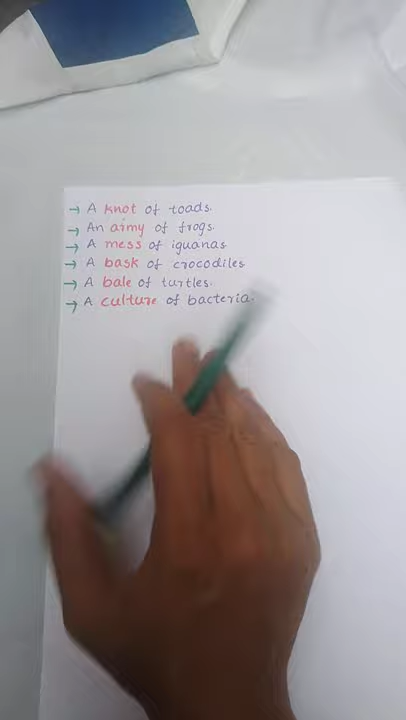 → A knot of toads.
→ An army of frogs.
→ A mess of iguanas
→ A bask of crocodiles
→ A bale of turtles.
→ A culture of bacteria.